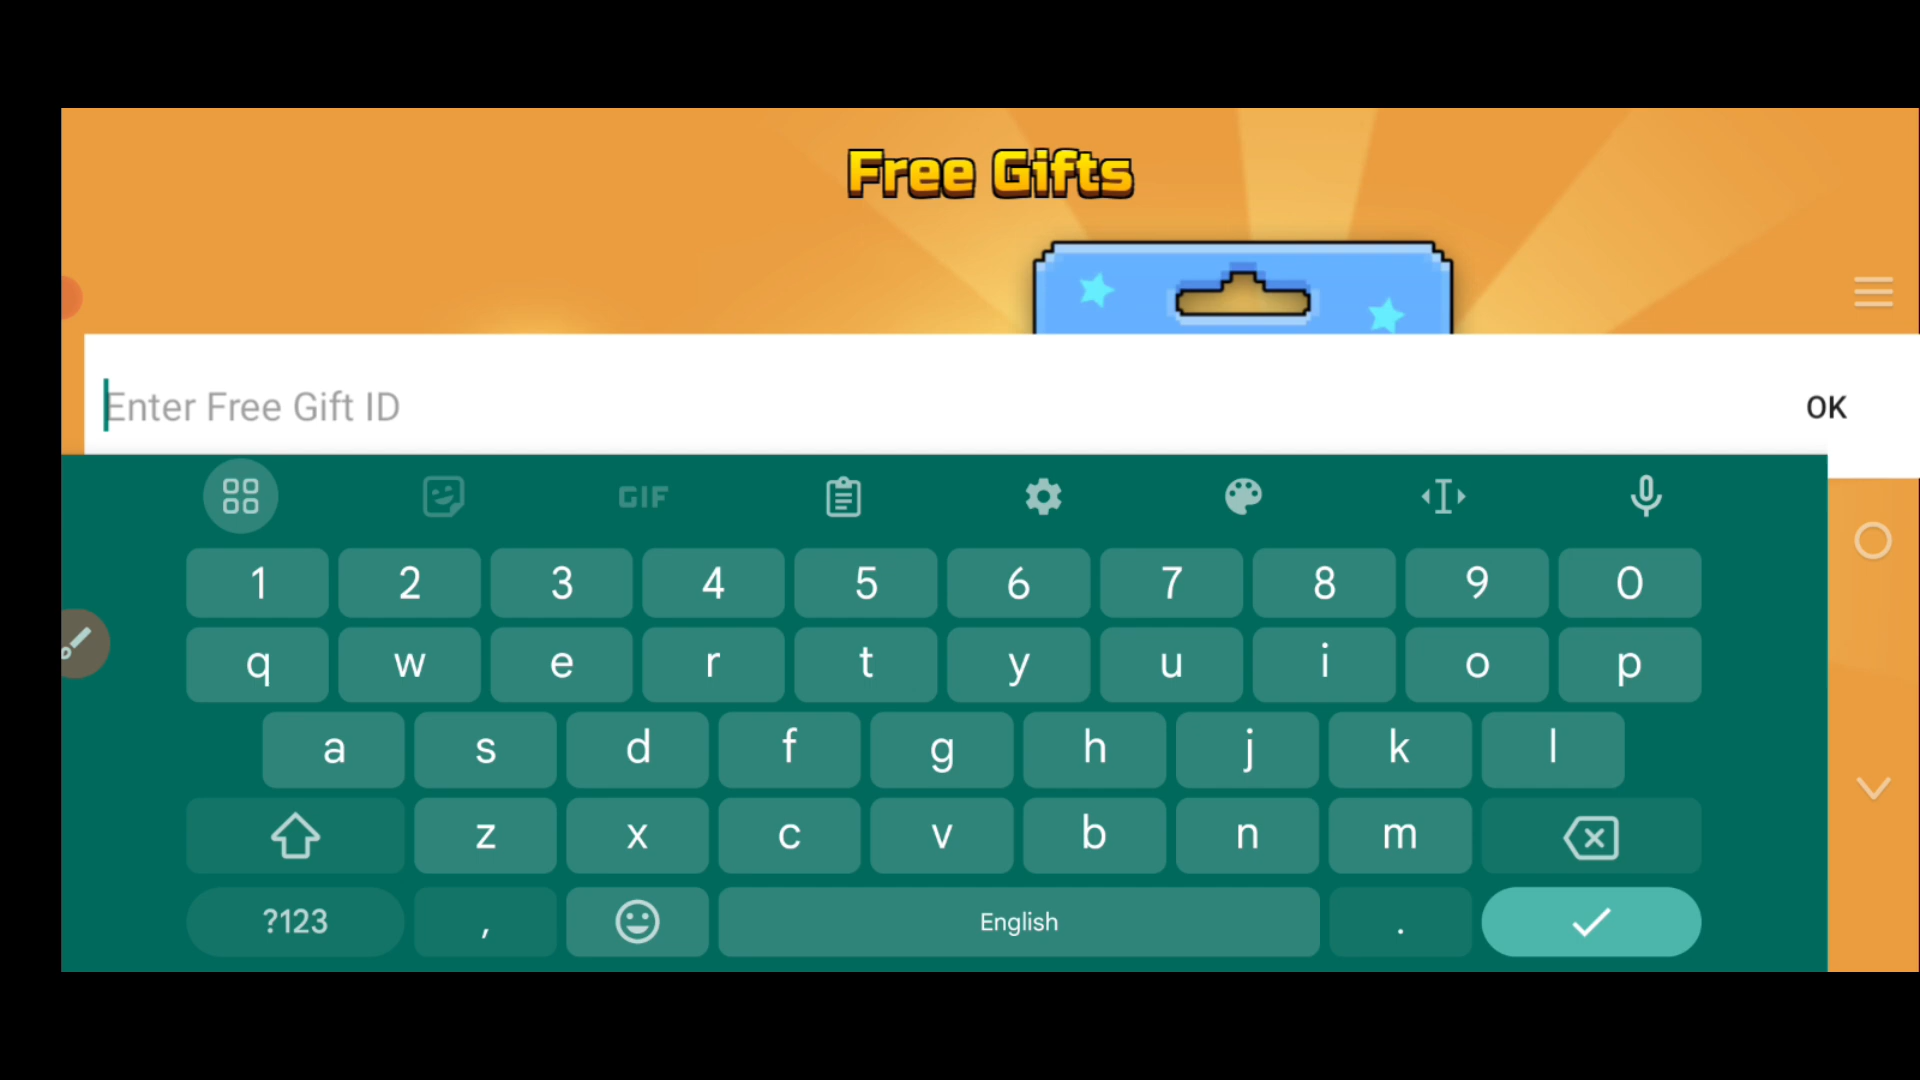 Free Gifts
Enter Free Gift ID
OK
GIF
1 2 3 4 5 6 7 8 9 0
q w e r t y u i o p
a s d f g h j k l
z x c v b n m
?123 , English .